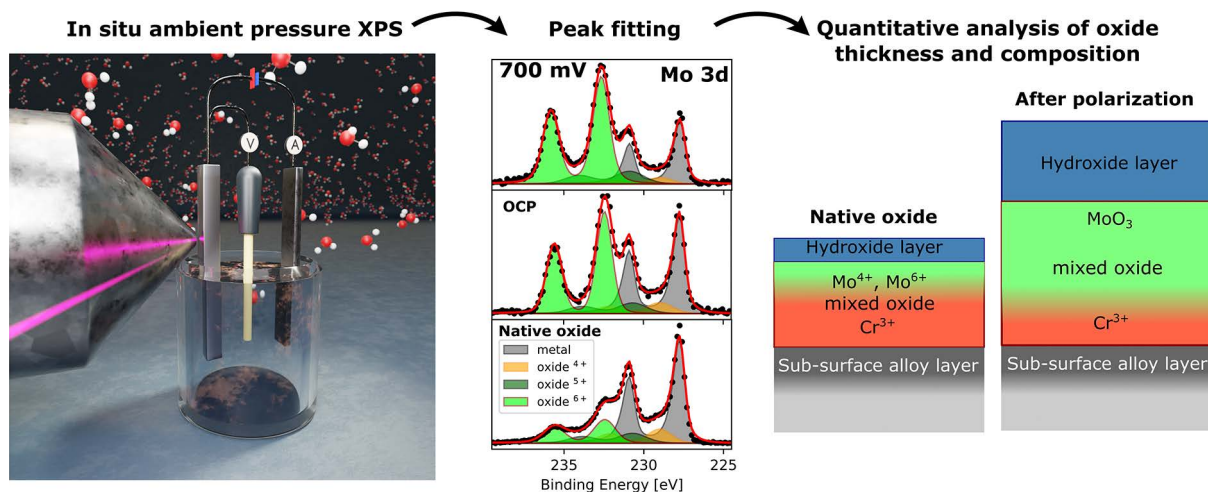 In situ ambient pressure XPS
Peak fitting
Quantitative analysis of oxide
thickness and composition
V
A
700 mV
Mo 3d
OCP
Native oxide
metal
oxide ⁴⁺
oxide ⁵⁺
oxide ⁶⁺
235
230
225
Binding Energy [eV]
Native oxide
Hydroxide layer
Mo⁴⁺, Mo⁶⁺
mixed oxide
Cr³⁺
Sub-surface alloy layer
After polarization
Hydroxide layer
MoO₃
mixed oxide
Cr³⁺
Sub-surface alloy layer